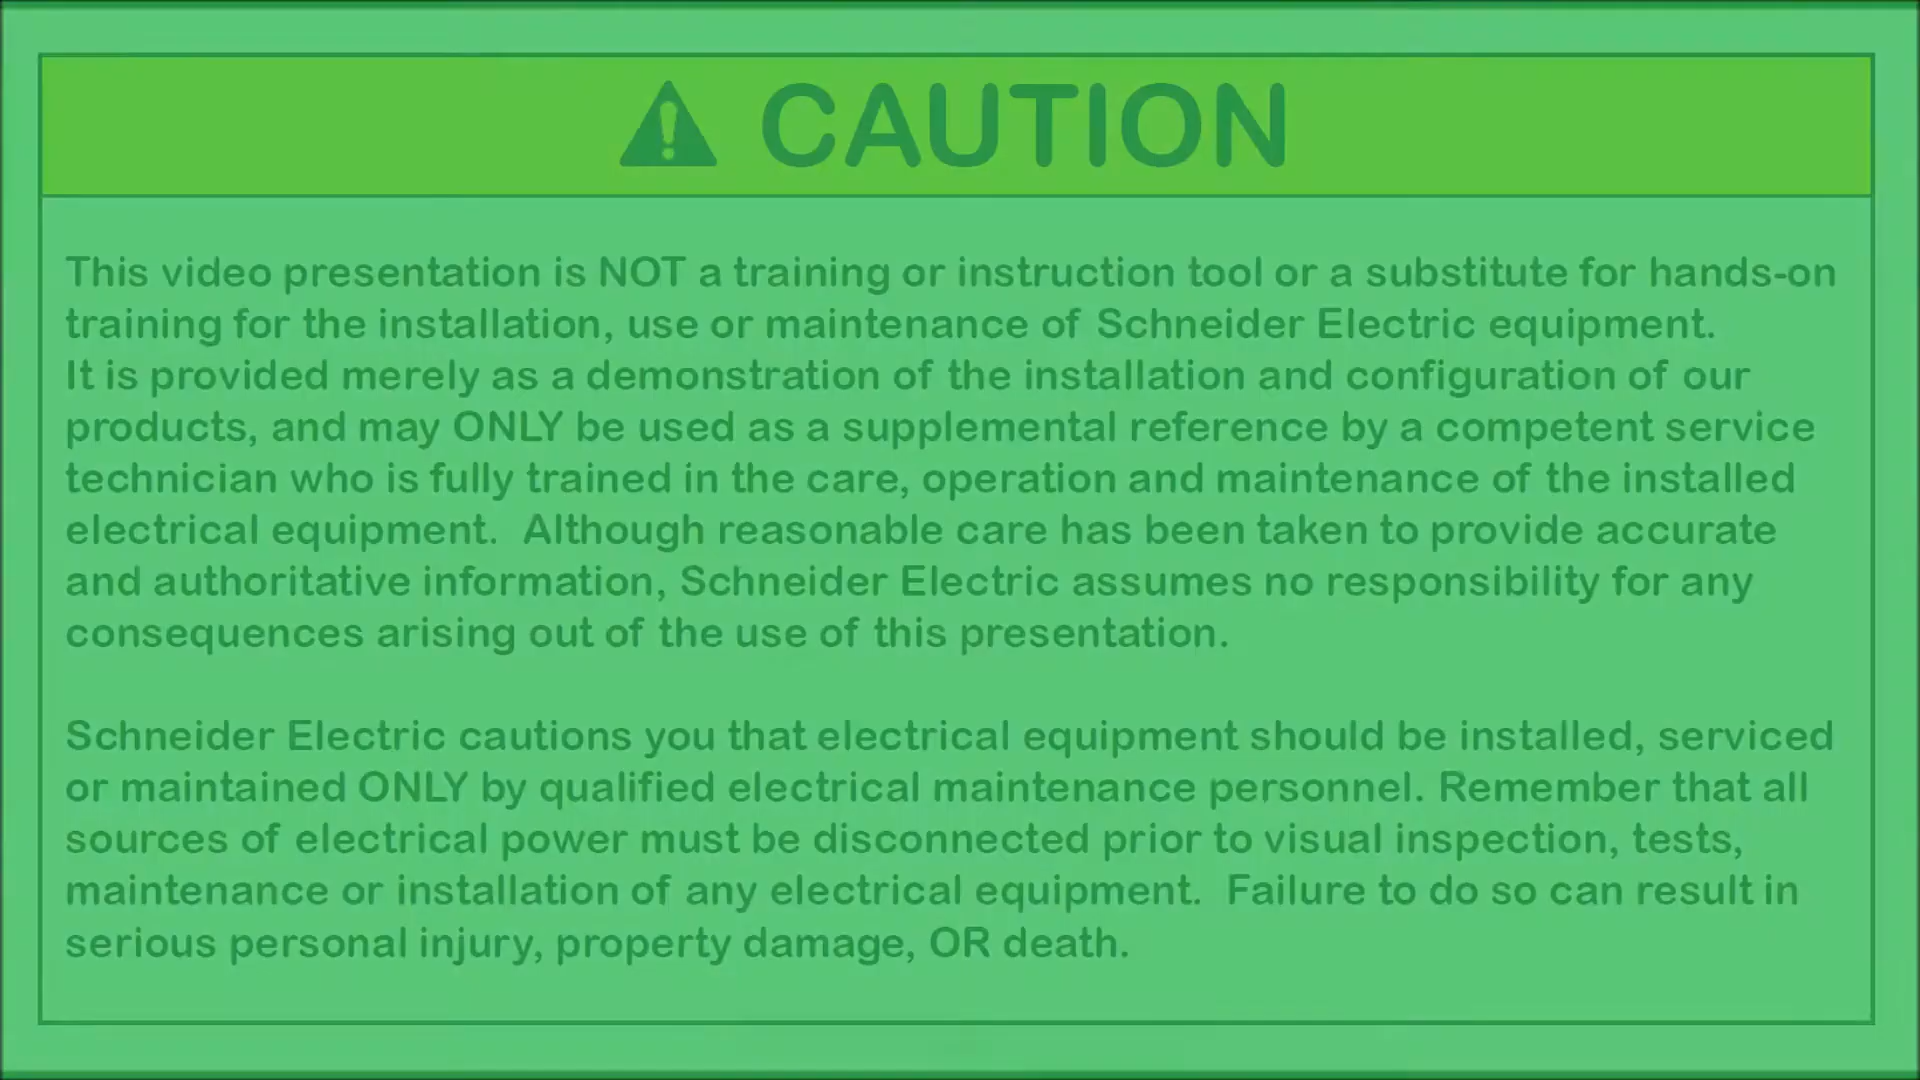 CAUTION
This video presentation is NOT a training or instruction tool or a substitute for hands-on
training for the installation, use or maintenance of Schneider Electric equipment.
It is provided merely as a demonstration of the installation and configuration of our
products, and may ONLY be used as a supplemental reference by a competent service
technician who is fully trained in the care, operation and maintenance of the installed
electrical equipment.  Although reasonable care has been taken to provide accurate
and authoritative information, Schneider Electric assumes no responsibility for any
consequences arising out of the use of this presentation.
Schneider Electric cautions you that electrical equipment should be installed, serviced
or maintained ONLY by qualified electrical maintenance personnel. Remember that all
sources of electrical power must be disconnected prior to visual inspection, tests,
maintenance or installation of any electrical equipment.  Failure to do so can result in
serious personal injury, property damage, OR death.